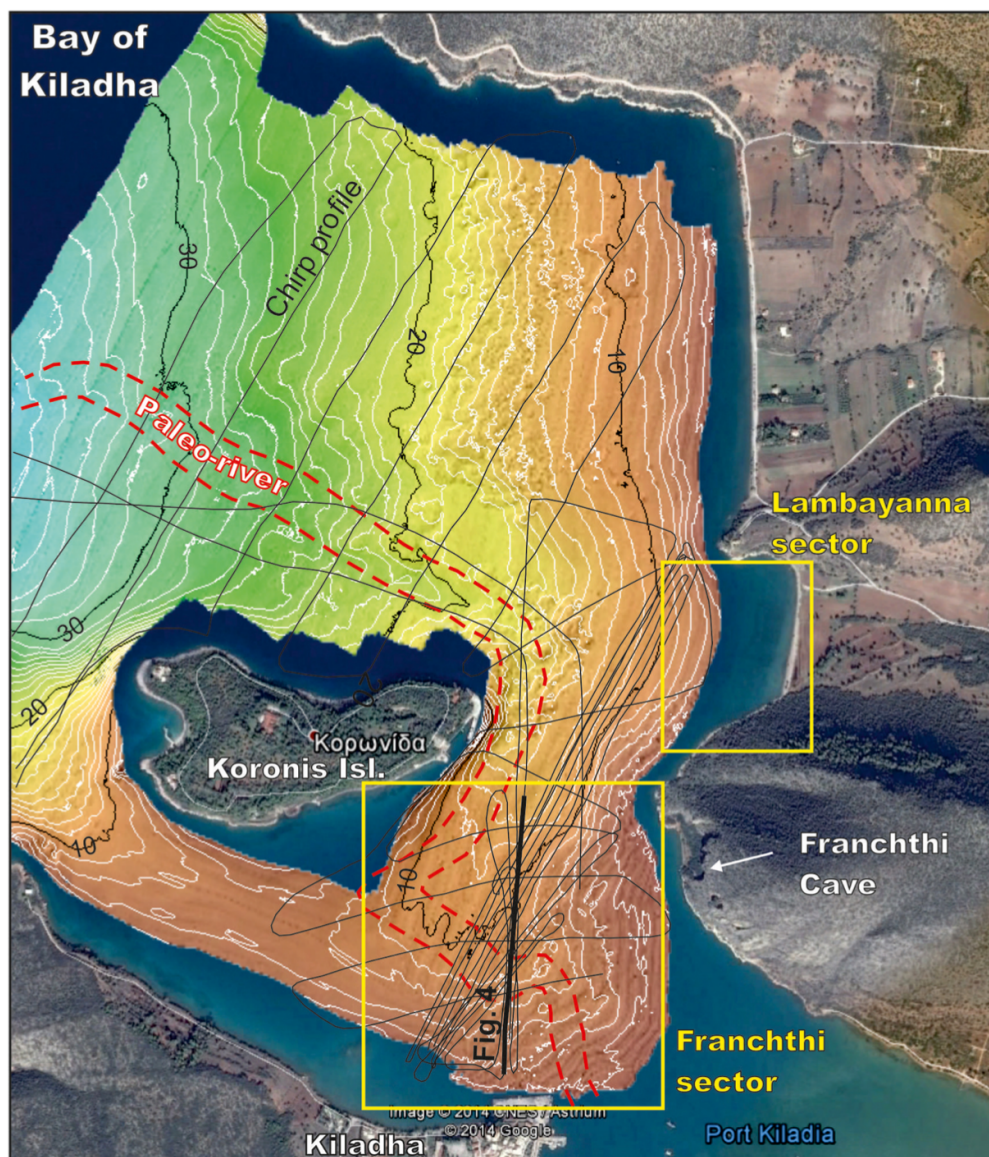 Bay of
Kiladha
30
Chirp profile
20
10
Paleo-river
Lambayanna
sector
30
20
Κορωνίδα
Koronis Isl.
10
10
Franchthi
Cave
Fig. 4
Franchthi
sector
Image © 2014 CNES / Astrium
© 2014 Google
Kiladha
Port Kiladia